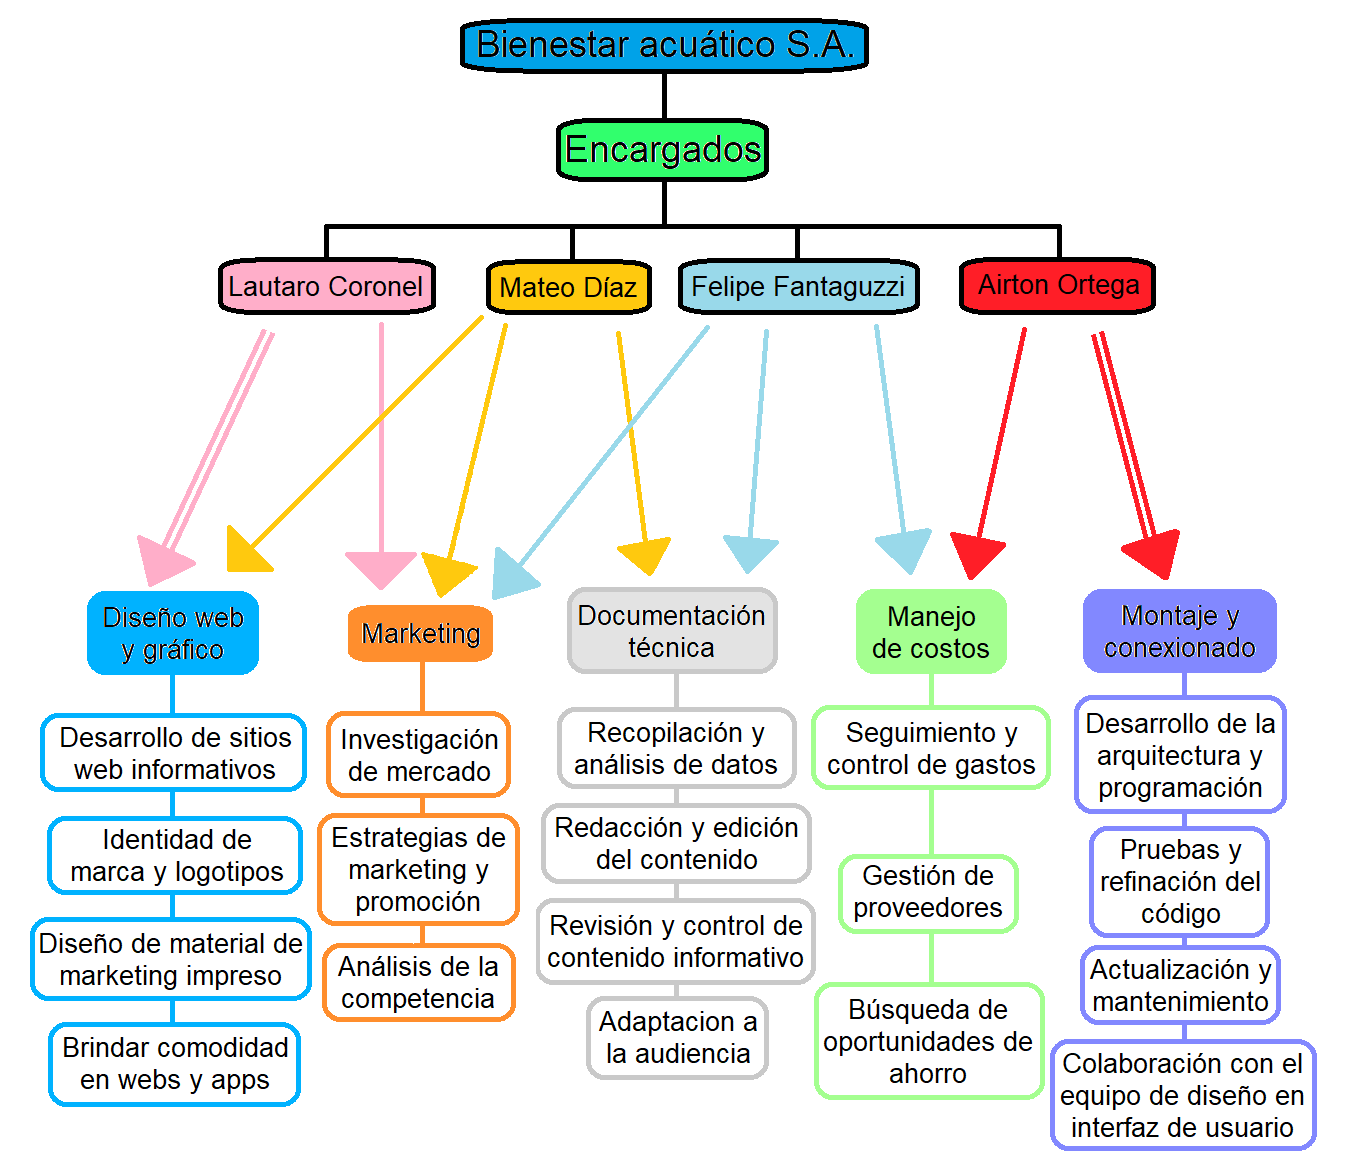 Bienestar acuático S.A.
Encargados
Lautaro Coronel
Mateo Díaz
Felipe Fantaguzzi
Airton Ortega
Diseño web
y gráfico
Desarrollo de sitios
web informativos
Identidad de
marca y logotipos
Diseño de material de
marketing impreso
Brindar comodidad
en webs y apps
Marketing
Investigación
de mercado
Estrategias de
marketing y
promoción
Análisis de la
competencia
Documentación
técnica
Recopilación y
análisis de datos
Redacción y edición
del contenido
Revisión y control de
contenido informativo
Adaptacion a
la audiencia
Manejo
de costos
Seguimiento y
control de gastos
Gestión de
proveedores
Búsqueda de
oportunidades de
ahorro
Montaje y
conexionado
Desarrollo de la
arquitectura y
programación
Pruebas y
refinación del
código
Actualización y
mantenimiento
Colaboración con el
equipo de diseño en
interfaz de usuario